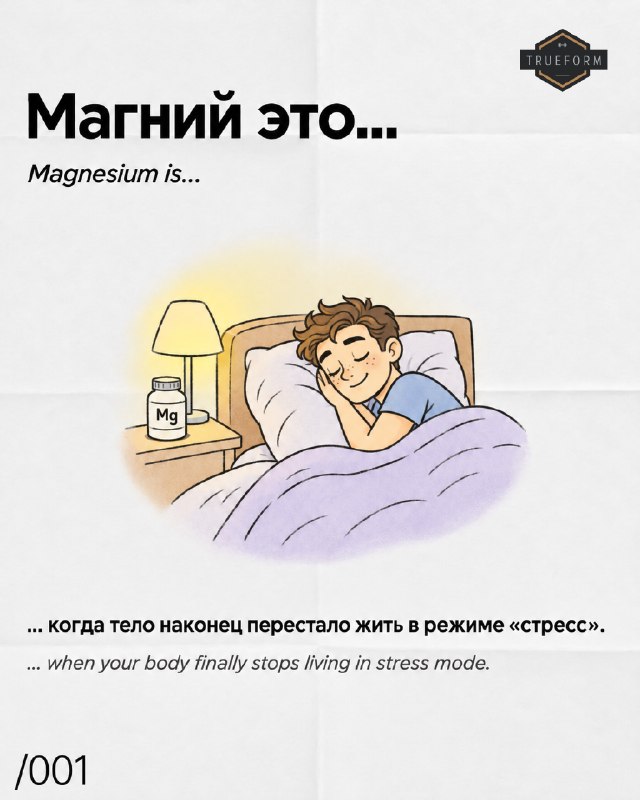 TRUEFORM
Магний это...
Magnesium is...
Mg
... когда тело наконец перестало жить в режиме «стресс».
... when your body finally stops living in stress mode.
/001